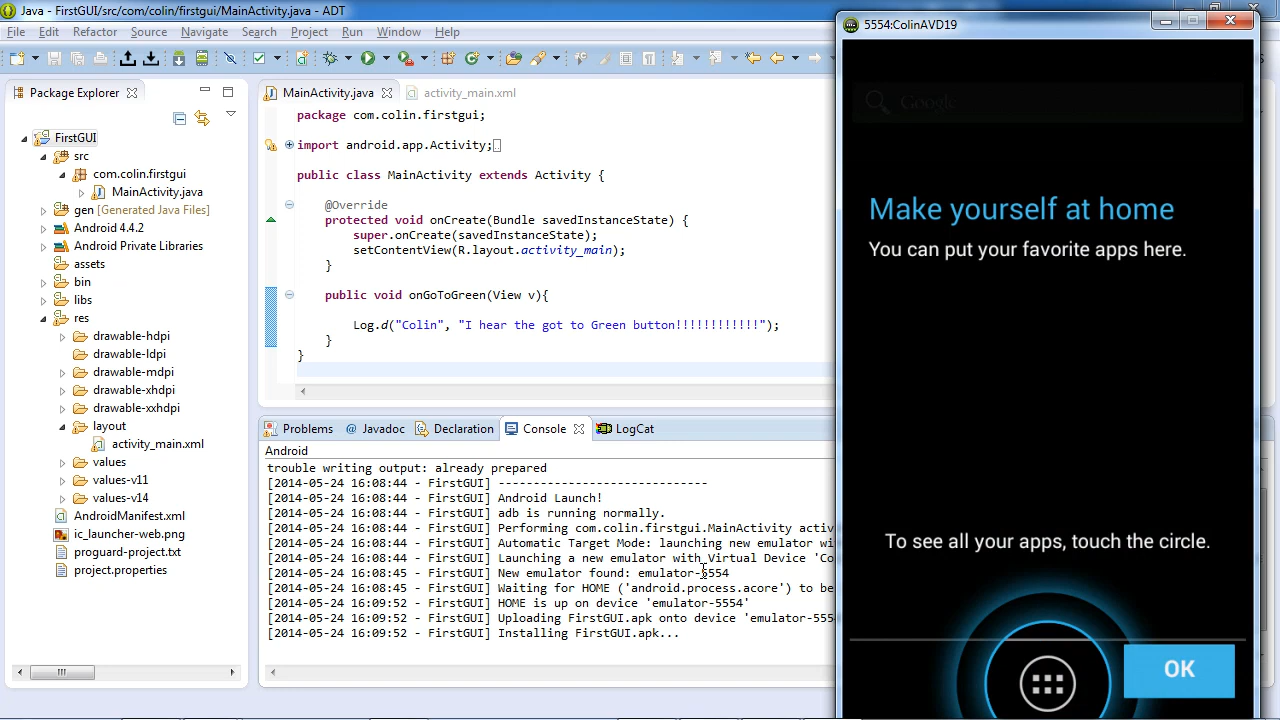 Java - FirstGUI/src/com/colin/firstgui/MainActivity.java - ADT
File Edit Refactor Source Navigate Search Project Run Window Help
Package Explorer
FirstGUI
src
com.colin.firstgui
MainActivity.java
gen [Generated Java Files]
Android 4.4.2
Android Private Libraries
assets
bin
libs
res
drawable-hdpi
drawable-ldpi
drawable-mdpi
drawable-xhdpi
drawable-xxhdpi
layout
activity_main.xml
values
values-v11
values-v14
AndroidManifest.xml
ic_launcher-web.png
proguard-project.txt
project.properties
MainActivity.java activity_main.xml
package com.colin.firstgui;
import android.app.Activity;
public class MainActivity extends Activity {
@Override
protected void onCreate(Bundle savedInstanceState) {
super.onCreate(savedInstanceState);
setContentView(R.layout.activity_main);
}
public void onGoToGreen(View v){
Log.d("Colin", "I hear the got to Green button!!!!!!!!!!!!");
}
}
Problems @ Javadoc Declaration Console LogCat
Android
trouble writing output: already prepared
[2014-05-24 16:08:44 - FirstGUI] ------------------------------
[2014-05-24 16:08:44 - FirstGUI] Android Launch!
[2014-05-24 16:08:44 - FirstGUI] adb is running normally.
[2014-05-24 16:08:44 - FirstGUI] Performing com.colin.firstgui.MainActivity activ
[2014-05-24 16:08:44 - FirstGUI] Automatic Target Mode: launching new emulator wi
[2014-05-24 16:08:44 - FirstGUI] Launching a new emulator with Virtual Device 'Co
[2014-05-24 16:08:45 - FirstGUI] New emulator found: emulator-5554
[2014-05-24 16:08:45 - FirstGUI] Waiting for HOME ('android.process.acore') to be
[2014-05-24 16:09:52 - FirstGUI] HOME is up on device 'emulator-5554'
[2014-05-24 16:09:52 - FirstGUI] Uploading FirstGUI.apk onto device 'emulator-555
[2014-05-24 16:09:52 - FirstGUI] Installing FirstGUI.apk...
5554:ColinAVD19
Google
Make yourself at home
You can put your favorite apps here.
To see all your apps, touch the circle.
OK